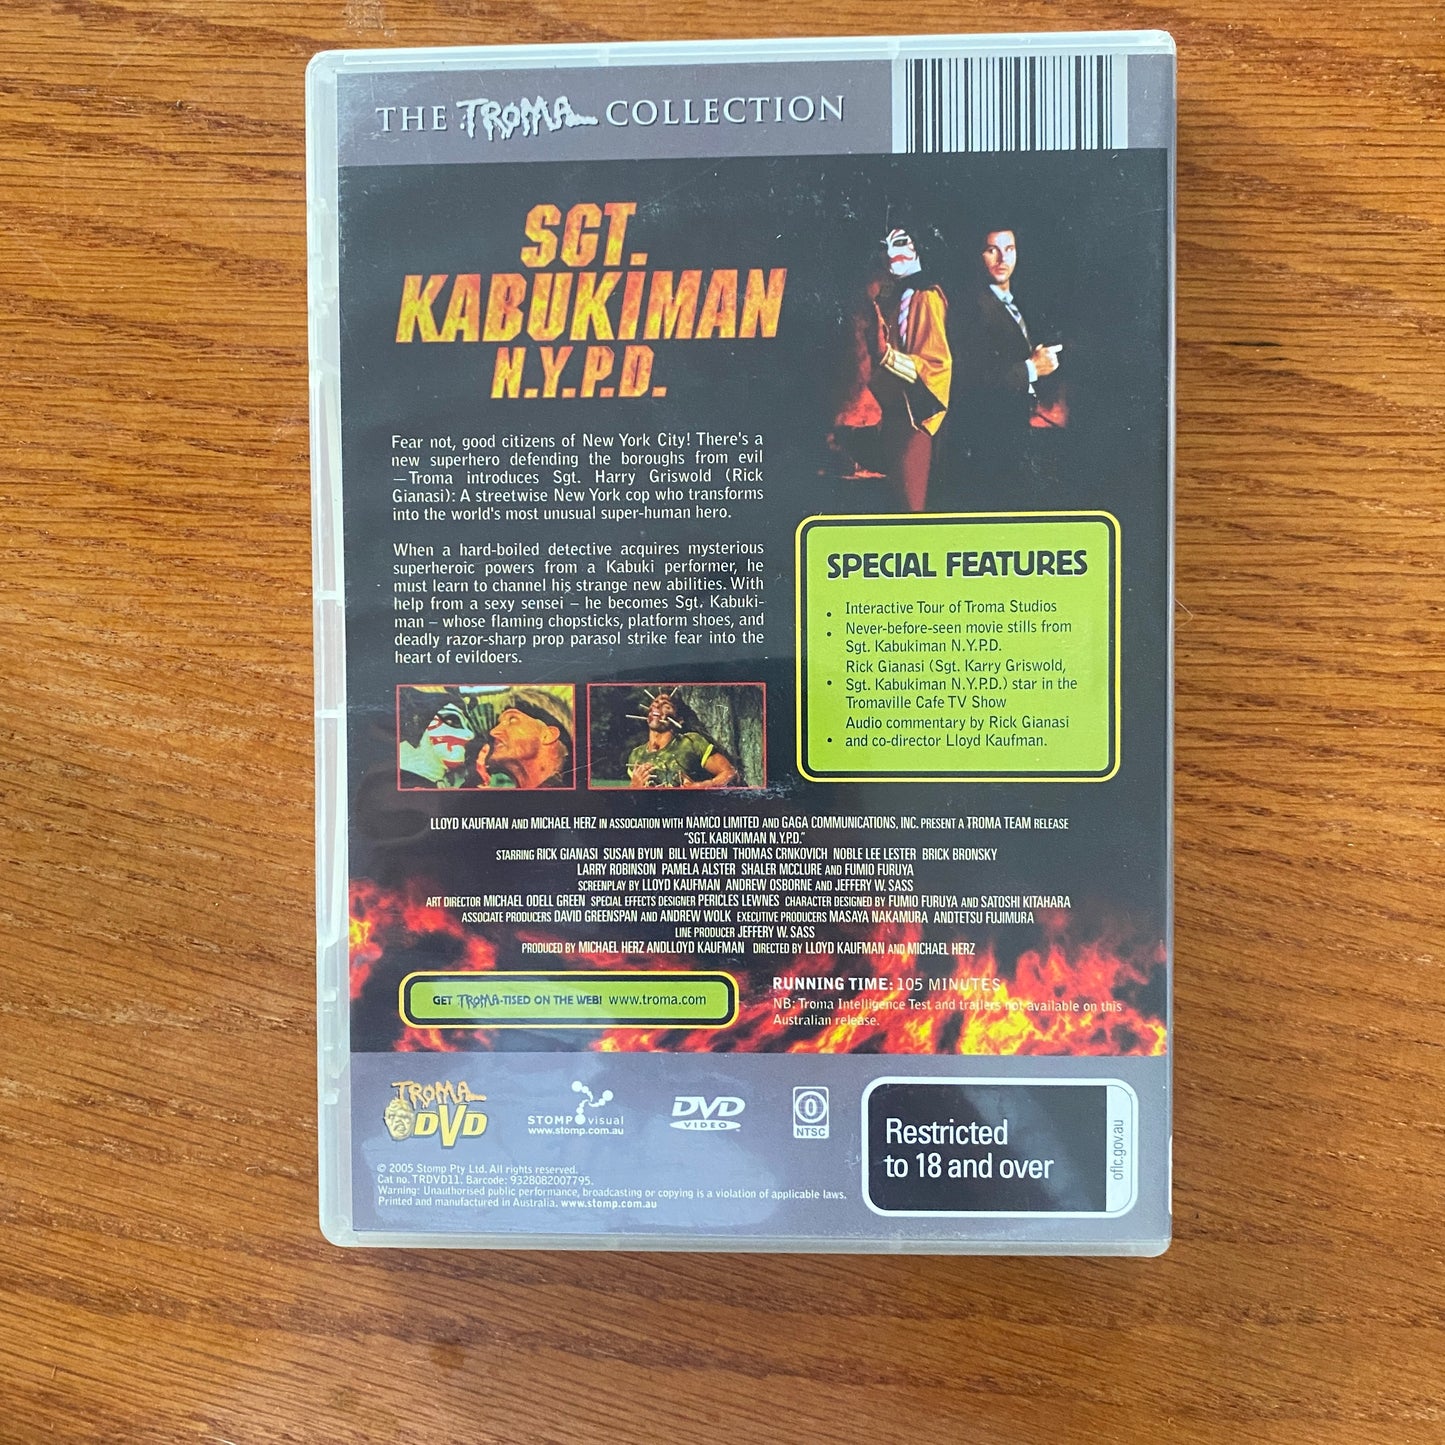 THE TROMA COLLECTION
SGT.
KABUKIMAN
N.Y.P.D.
Fear not, good citizens of New York City! There's a
new superhero defending the boroughs from evil
—Troma introduces Sgt. Harry Griswold (Rick
Gianasi): A streetwise New York cop who transforms
into the world's most unusual super-human hero.
When a hard-boiled detective acquires mysterious
superheroic powers from a Kabuki performer, he
must learn to channel his strange new abilities. With
help from a sexy sensei – he becomes Sgt. Kabuki-
man – whose flaming chopsticks, platform shoes, and
deadly razor-sharp prop parasol strike fear into the
heart of evildoers.
SPECIAL FEATURES
• Interactive Tour of Troma Studios
• Never-before-seen movie stills from
Sgt. Kabukiman N.Y.P.D.
Rick Gianasi (Sgt. Karry Griswold,
• Sgt. Kabukiman N.Y.P.D.) star in the
Tromaville Cafe TV Show
Audio commentary by Rick Gianasi
• and co-director Lloyd Kaufman.
LLOYD KAUFMAN AND MICHAEL HERZ IN ASSOCIATION WITH NAMCO LIMITED AND GAGA COMMUNICATIONS, INC. PRESENT A TROMA TEAM RELEASE
"SGT. KABUKIMAN N.Y.P.D."
STARRING RICK GIANASI SUSAN BYUN BILL WEEDEN THOMAS CRNKOVICH NOBLE LEE LESTER BRICK BRONSKY
LARRY ROBINSON PAMELA ALSTER SHALER MCCLURE AND FUMIO FURUYA
SCREENPLAY BY LLOYD KAUFMAN ANDREW OSBORNE AND JEFFERY W. SASS
ART DIRECTOR MICHAEL ODELL GREEN SPECIAL EFFECTS DESIGNER PERICLES LEWNES CHARACTER DESIGNED BY FUMIO FURUYA AND SATOSHI KITAHARA
ASSOCIATE PRODUCERS DAVID GREENSPAN AND ANDREW WOLK EXECUTIVE PRODUCERS MASAYA NAKAMURA ANDTETSU FUJIMURA
LINE PRODUCER JEFFERY W. SASS
PRODUCED BY MICHAEL HERZ ANDLLOYD KAUFMAN DIRECTED BY LLOYD KAUFMAN AND MICHAEL HERZ
GET TROMA-TISED ON THE WEB! www.troma.com
RUNNING TIME: 105 MINUTES
NB: Troma Intelligence Test and trailers not available on this
Australian release.
TROMA
DVD
STOMP visual
www.stomp.com.au
DVD
VIDEO
0
NTSC
Restricted
to 18 and over
oflc.gov.au
© 2005 Stomp Pty Ltd. All rights reserved.
Cat no. TRDVD11. Barcode: 932B082007795.
Warning: Unauthorised public performance, broadcasting or copying is a violation of applicable laws.
Printed and manufactured in Australia. www.stomp.com.au